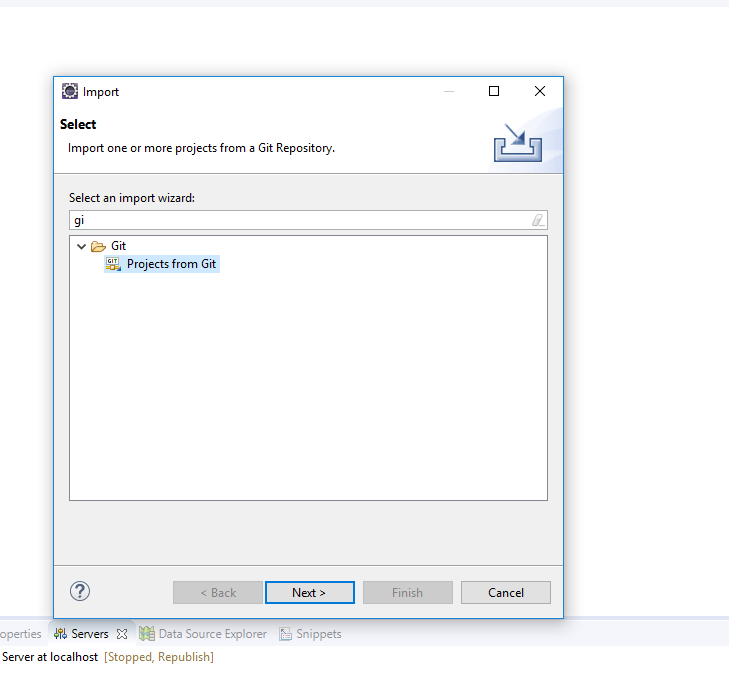 Import
Select
Import one or more projects from a Git Repository.
Select an import wizard:
gi
Git
GIT Projects from Git
? < Back Next > Finish Cancel
operties Servers Data Source Explorer Snippets
Server at localhost [Stopped, Republish]